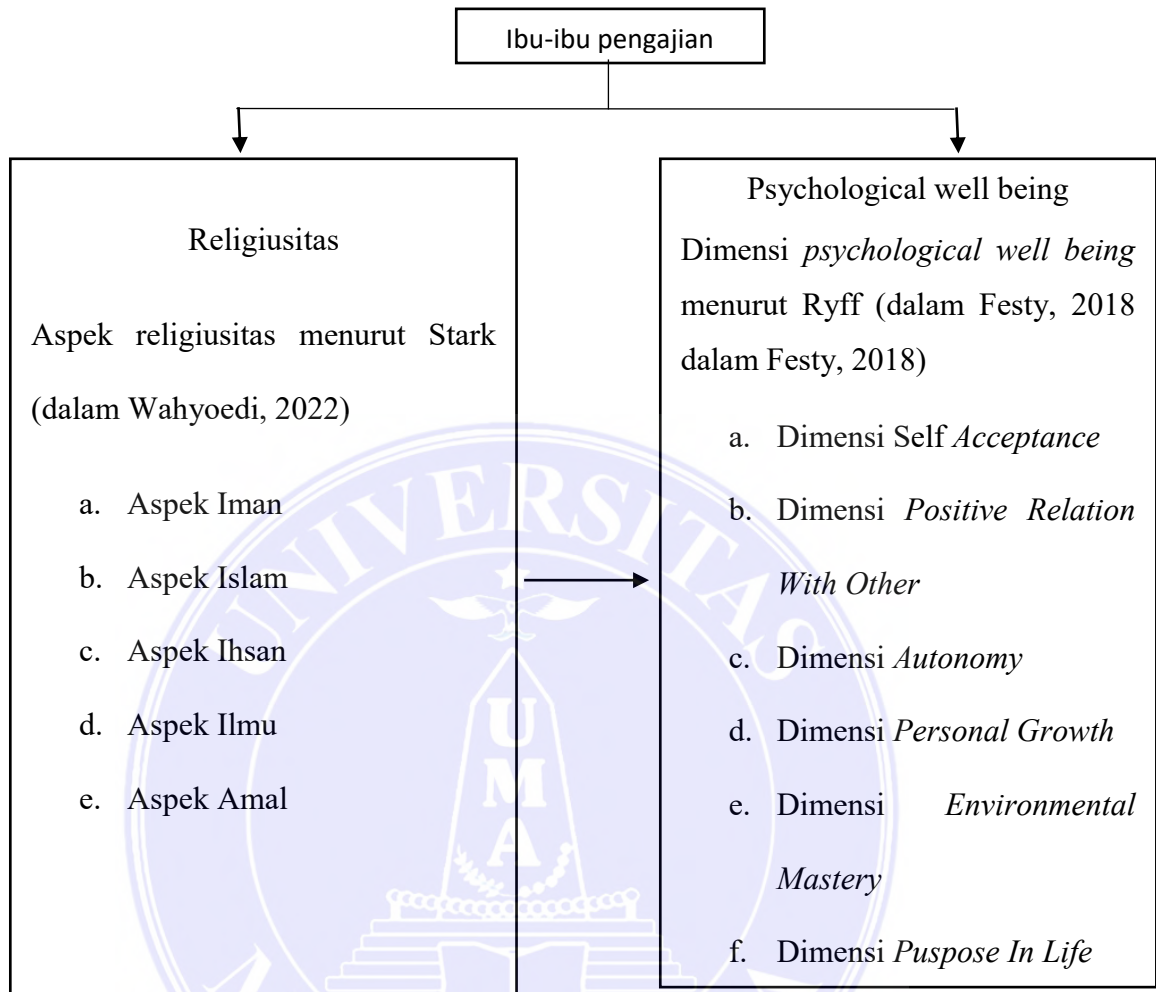 Ibu-ibu pengajian
Religiusitas
Aspek religiusitas menurut Stark
(dalam Wahyoedi, 2022)
a. Aspek Iman
b. Aspek Islam
c. Aspek Ihsan
d. Aspek Ilmu
e. Aspek Amal
Psychological well being
Dimensi psychological well being
menurut Ryff (dalam Festy, 2018
dalam Festy, 2018)
a. Dimensi Self Acceptance
b. Dimensi Positive Relation
With Other
c. Dimensi Autonomy
d. Dimensi Personal Growth
e. Dimensi Environmental
Mastery
f. Dimensi Puspose In Life
UNIVERSITAS
UMA